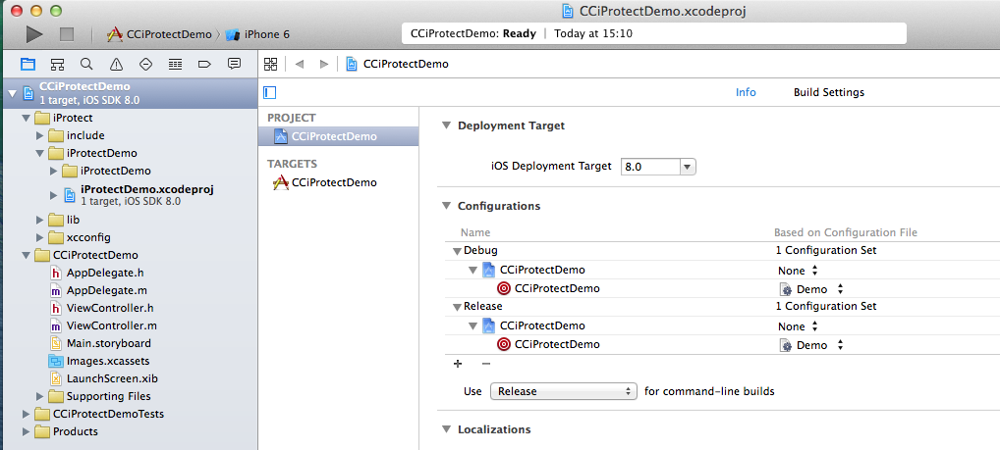 CCiProtectDemo.xcodeproj
CCiProtectDemo iPhone 6
CCiProtectDemo: Ready Today at 15:10
CCiProtectDemo
CCiProtectDemo
1 target, iOS SDK 8.0
iProtect
include
iProtectDemo
iProtectDemo
iProtectDemo.xcodeproj
1 target, iOS SDK 8.0
lib
xcconfig
CCiProtectDemo
AppDelegate.h
AppDelegate.m
ViewController.h
ViewController.m
Main.storyboard
Images.xcassets
LaunchScreen.xib
Supporting Files
CCiProtectDemoTests
Products
Info Build Settings
PROJECT
CCiProtectDemo
TARGETS
CCiProtectDemo
Deployment Target
iOS Deployment Target 8.0
Configurations
Name Based on Configuration File
Debug 1 Configuration Set
CCiProtectDemo None
CCiProtectDemo Demo
Release 1 Configuration Set
CCiProtectDemo None
CCiProtectDemo Demo
+ −
Use Release for command-line builds
Localizations